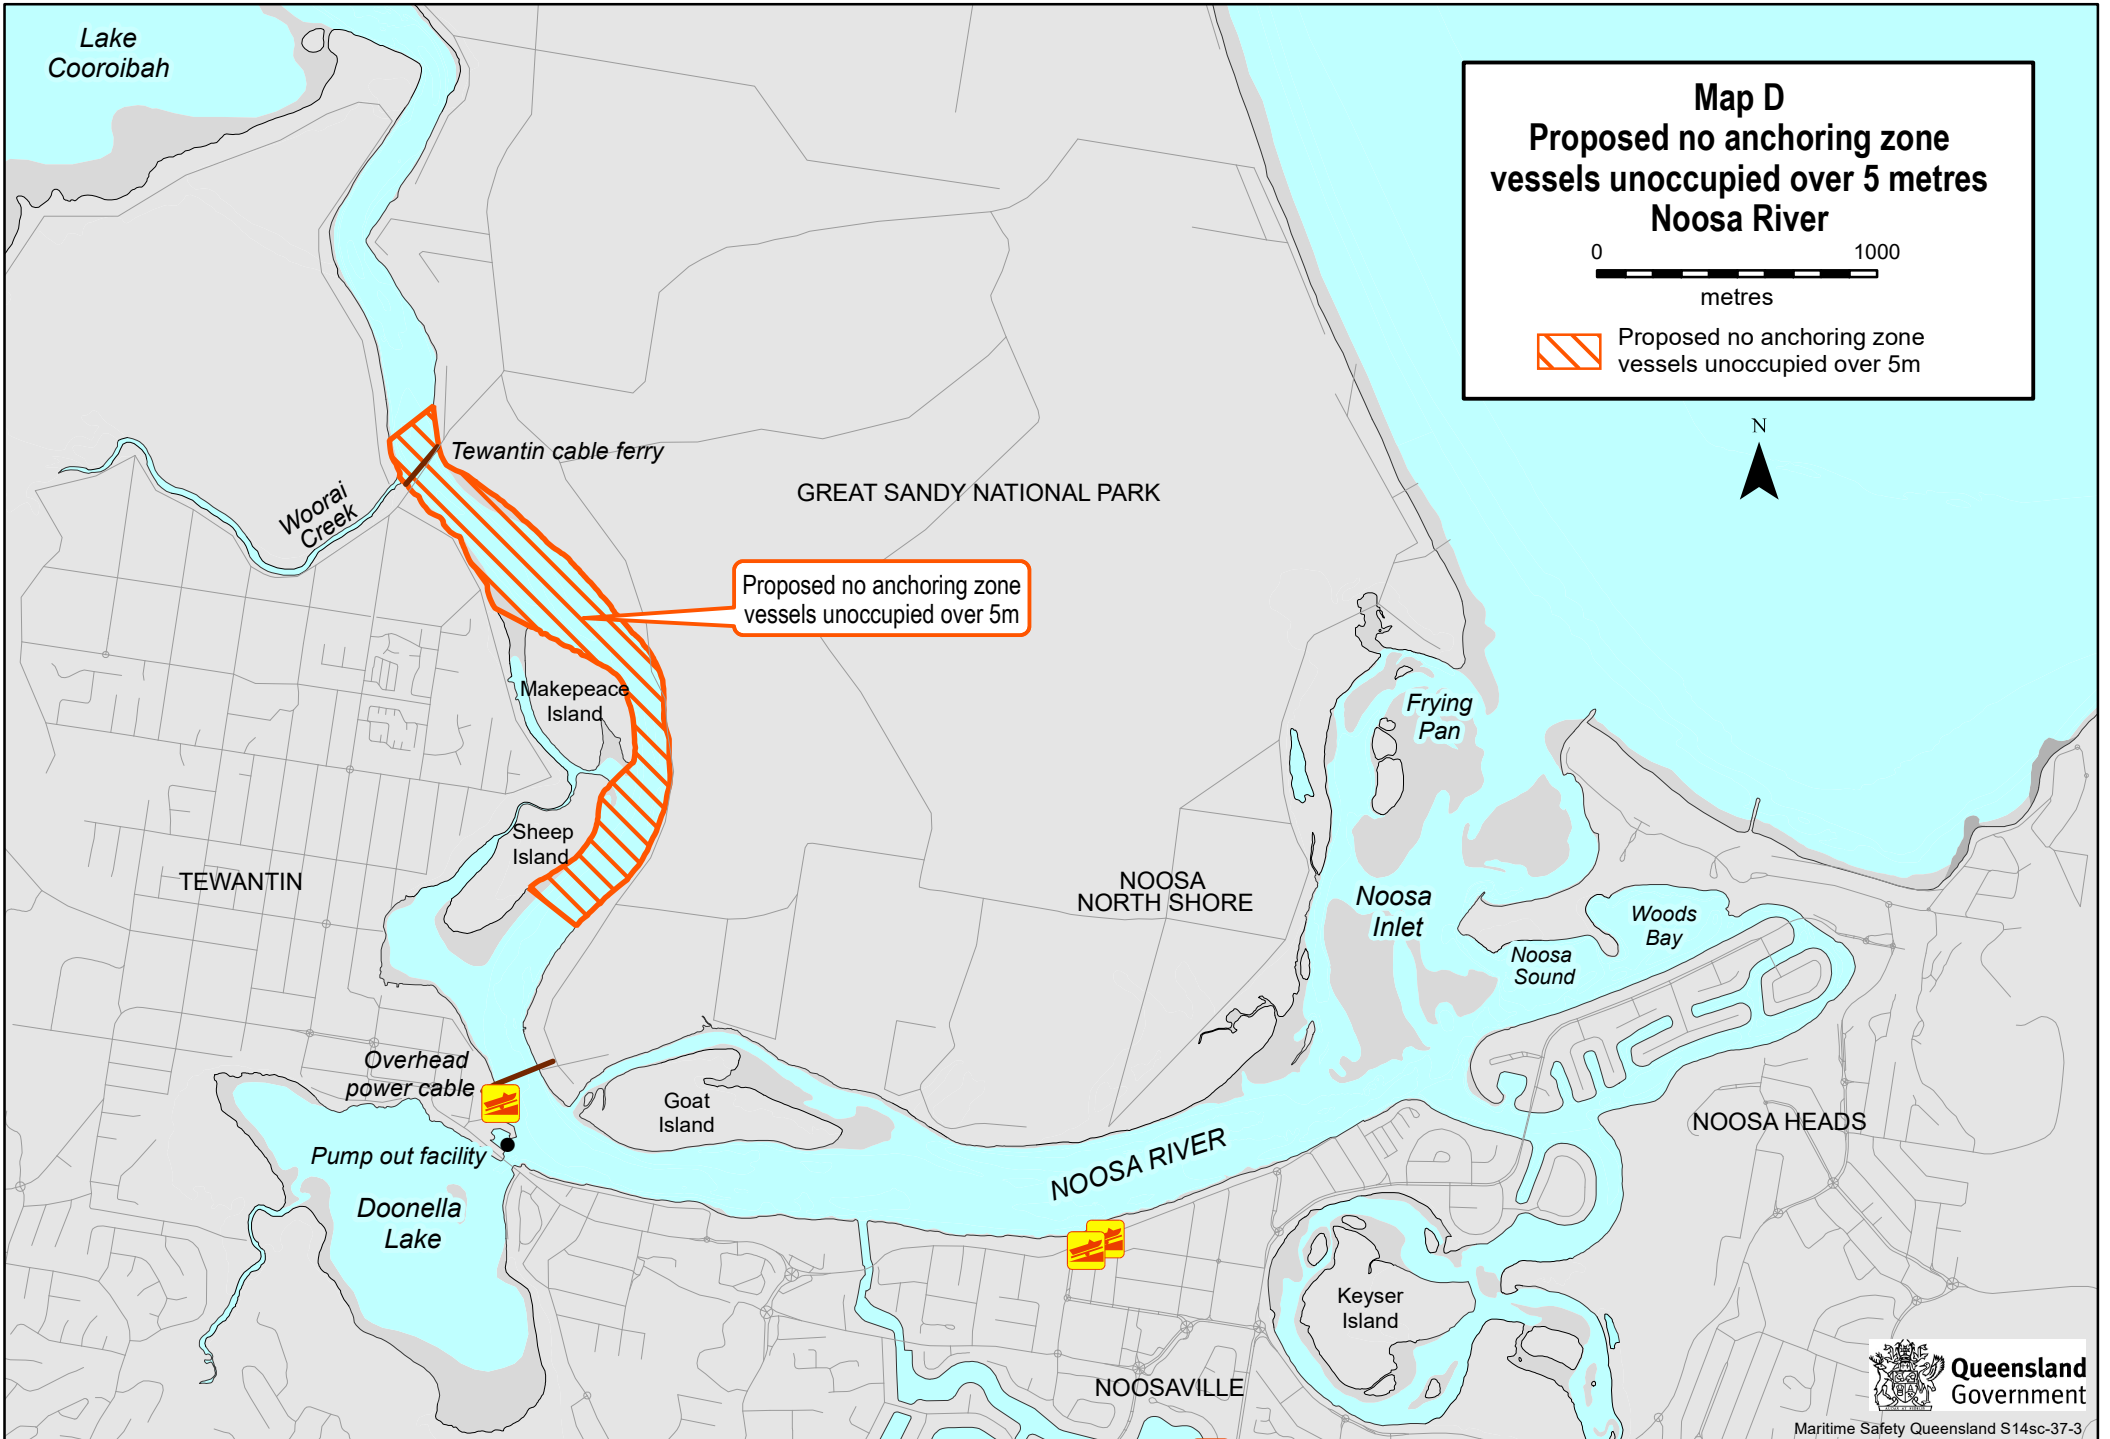 Lake
Cooroibah
Map D
Proposed no anchoring zone
vessels unoccupied over 5 metres
Noosa River
0 1000
metres
Proposed no anchoring zone
vessels unoccupied over 5m
N
Tewantin cable ferry
GREAT SANDY NATIONAL PARK
Woorai
Creek
Proposed no anchoring zone
vessels unoccupied over 5m
Makepeace
Island
Frying
Pan
Sheep
Island
TEWANTIN
NOOSA
NORTH SHORE
Noosa
Inlet
Woods
Bay
Noosa
Sound
Overhead
power cable
Goat
Island
NOOSA HEADS
Pump out facility
NOOSA RIVER
Doonella
Lake
Keyser
Island
NOOSAVILLE
Queensland
Government
Maritime Safety Queensland S14sc-37-3